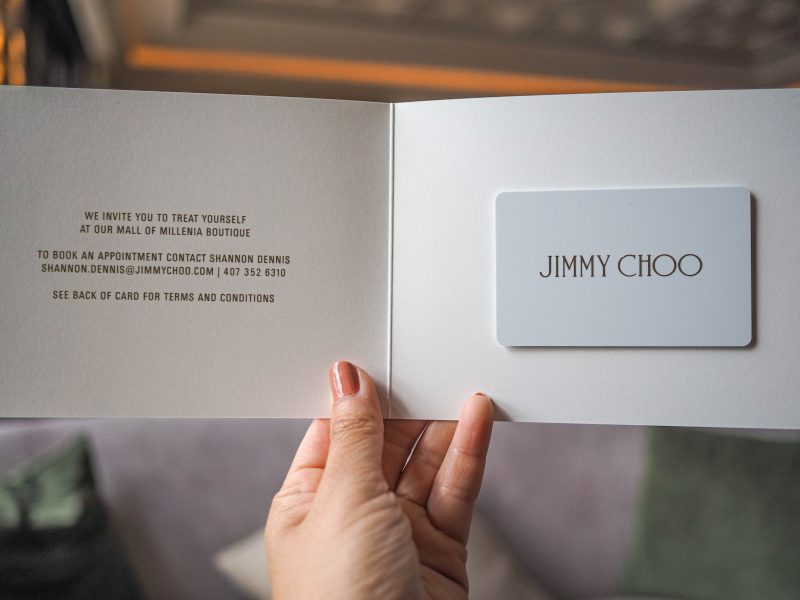 WE INVITE YOU TO TREAT YOURSELF
AT OUR MALL OF MILLENIA BOUTIQUE
TO BOOK AN APPOINTMENT CONTACT SHANNON DENNIS
SHANNON.DENNIS@JIMMYCHOO.COM | 407 352 6310
SEE BACK OF CARD FOR TERMS AND CONDITIONS
JIMMY CHOO